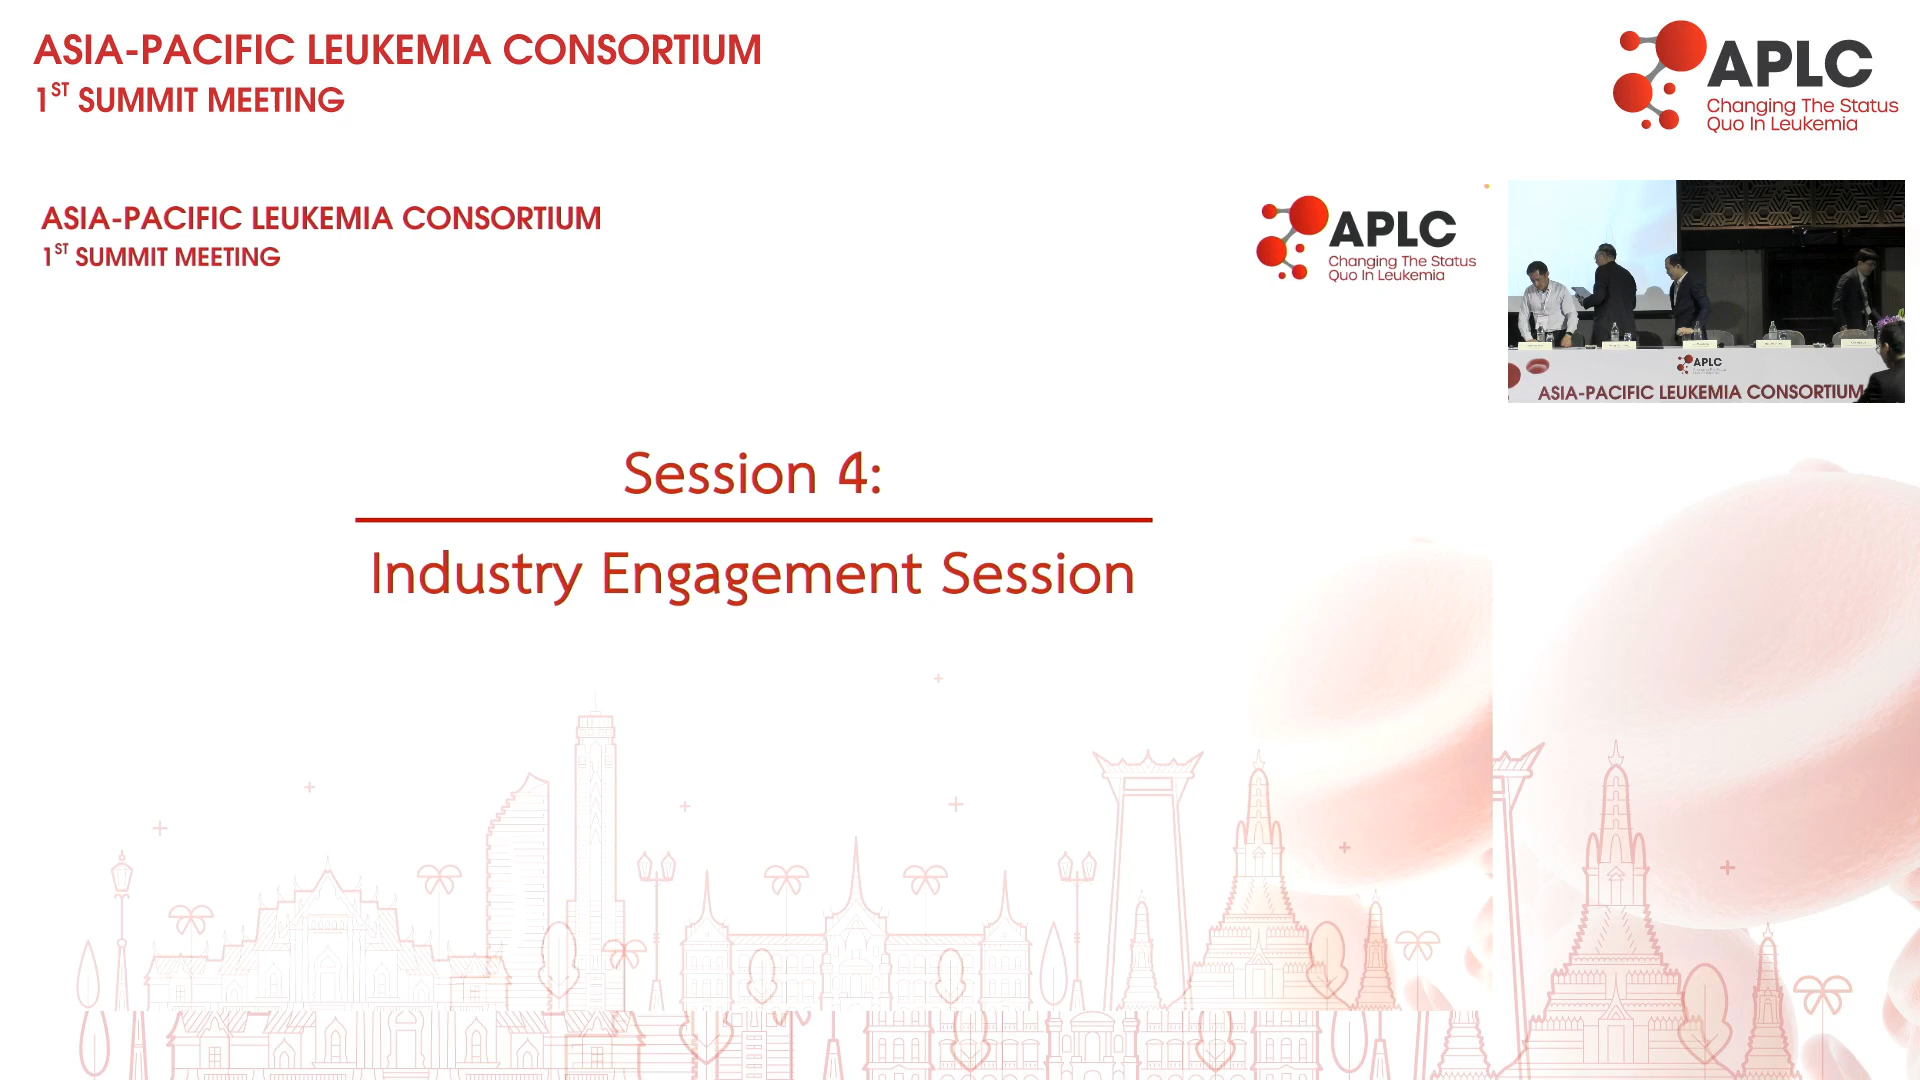 ASIA-PACIFIC LEUKEMIA CONSORTIUM
1ST SUMMIT MEETING
APLC
Changing The Status
Quo In Leukemia
ASIA-PACIFIC LEUKEMIA CONSORTIUM
1ST SUMMIT MEETING
APLC
Changing The Status
Quo In Leukemia
APLC
ASIA-PACIFIC LEUKEMIA CONSORTIUM
Session 4:
Industry Engagement Session